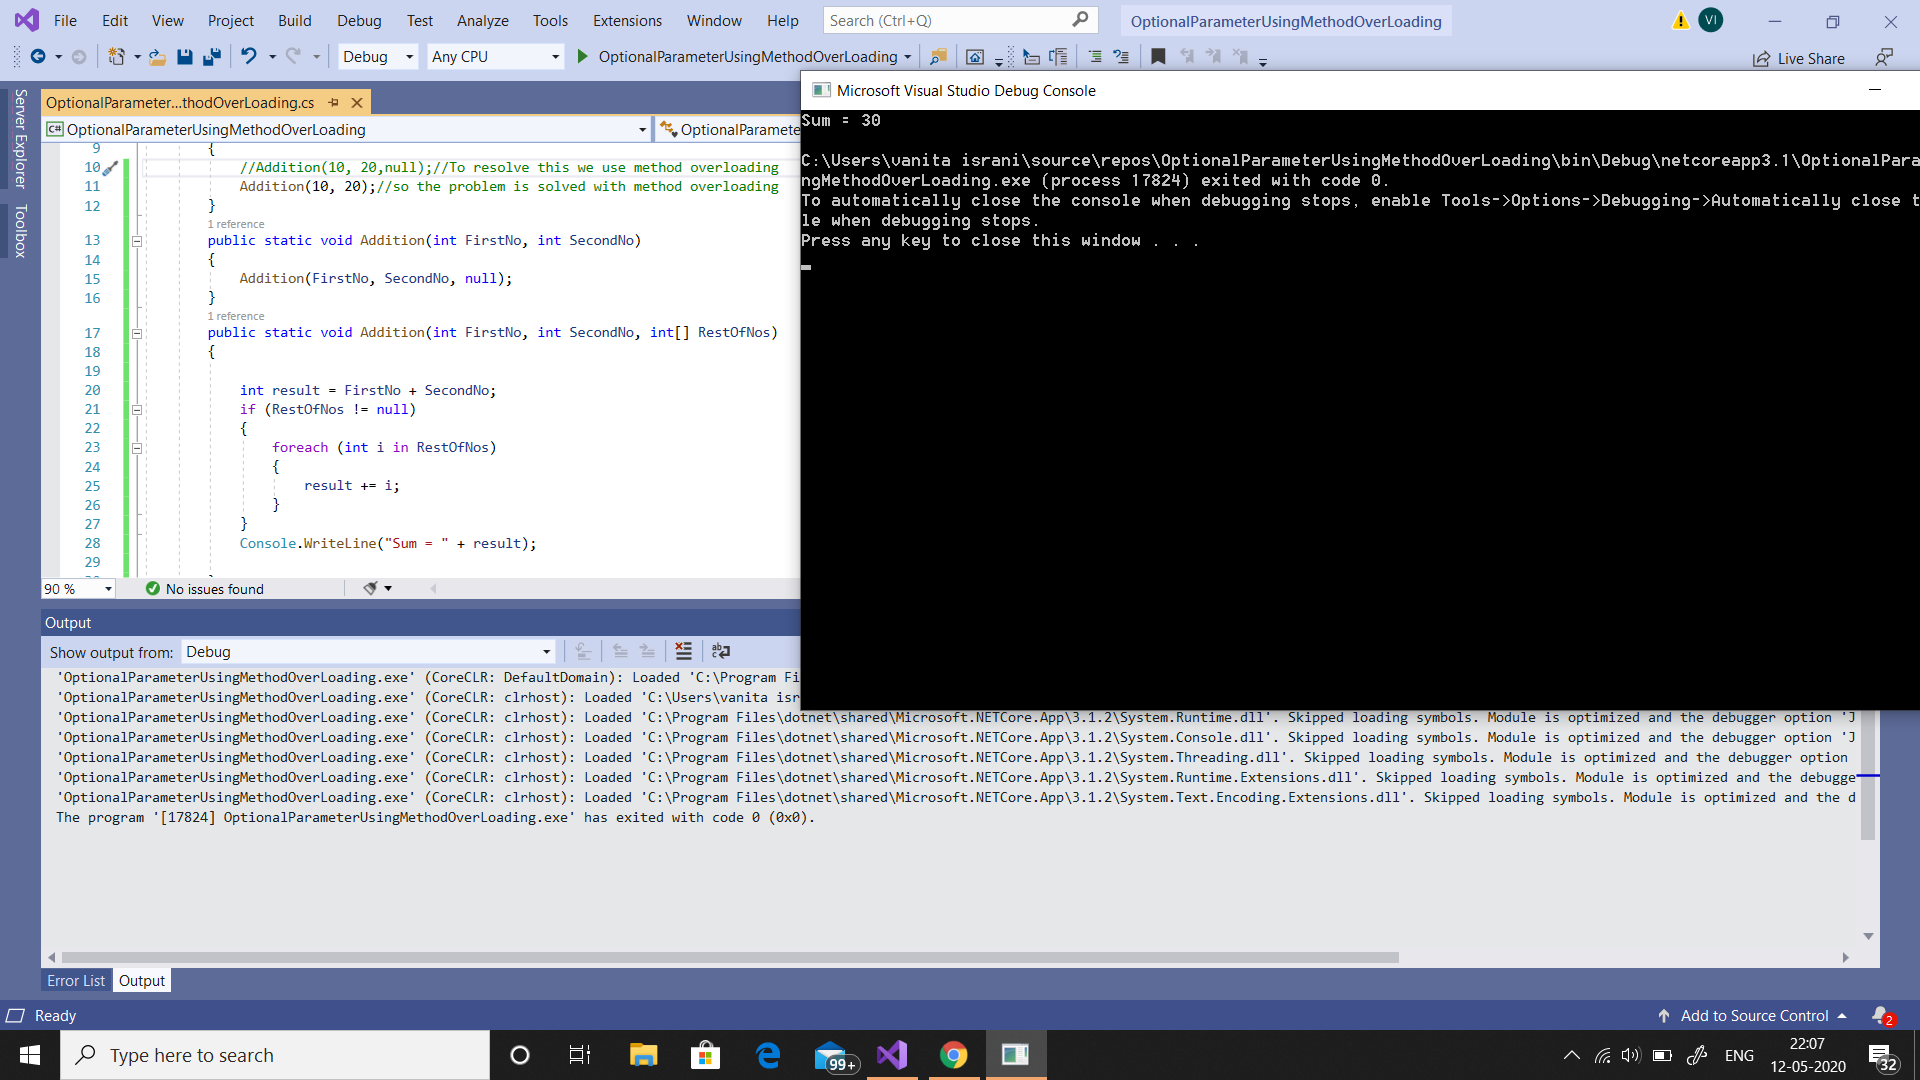 File Edit View Project Build Debug Test Analyze Tools Extensions Window Help Search (Ctrl+Q) OptionalParameterUsingMethodOverLoading VI
Debug Any CPU OptionalParameterUsingMethodOverLoading Live Share
Server Explorer
Toolbox
OptionalParameter...thodOverLoading.cs
C# OptionalParameterUsingMethodOverLoading OptionalParamete
9 {
10 //Addition(10, 20,null);//To resolve this we use method overloading
11 Addition(10, 20);//so the problem is solved with method overloading
12 }
1 reference
13 public static void Addition(int FirstNo, int SecondNo)
14 {
15 Addition(FirstNo, SecondNo, null);
16 }
1 reference
17 public static void Addition(int FirstNo, int SecondNo, int[] RestOfNos)
18 {
19
20 int result = FirstNo + SecondNo;
21 if (RestOfNos != null)
22 {
23 foreach (int i in RestOfNos)
24 {
25 result += i;
26 }
27 }
28 Console.WriteLine("Sum = " + result);
29
90 % No issues found
Microsoft Visual Studio Debug Console
Sum = 30
C:\Users\vanita israni\source\repos\OptionalParameterUsingMethodOverLoading\bin\Debug\netcoreapp3.1\OptionalPara
ngMethodOverLoading.exe (process 17824) exited with code 0.
To automatically close the console when debugging stops, enable Tools->Options->Debugging->Automatically close t
le when debugging stops.
Press any key to close this window . . .
Output
Show output from: Debug
'OptionalParameterUsingMethodOverLoading.exe' (CoreCLR: DefaultDomain): Loaded 'C:\Program Fi
'OptionalParameterUsingMethodOverLoading.exe' (CoreCLR: clrhost): Loaded 'C:\Users\vanita isr
'OptionalParameterUsingMethodOverLoading.exe' (CoreCLR: clrhost): Loaded 'C:\Program Files\dotnet\shared\Microsoft.NETCore.App\3.1.2\System.Runtime.dll'. Skipped loading symbols. Module is optimized and the debugger option 'J
'OptionalParameterUsingMethodOverLoading.exe' (CoreCLR: clrhost): Loaded 'C:\Program Files\dotnet\shared\Microsoft.NETCore.App\3.1.2\System.Console.dll'. Skipped loading symbols. Module is optimized and the debugger option 'J
'OptionalParameterUsingMethodOverLoading.exe' (CoreCLR: clrhost): Loaded 'C:\Program Files\dotnet\shared\Microsoft.NETCore.App\3.1.2\System.Threading.dll'. Skipped loading symbols. Module is optimized and the debugger option
'OptionalParameterUsingMethodOverLoading.exe' (CoreCLR: clrhost): Loaded 'C:\Program Files\dotnet\shared\Microsoft.NETCore.App\3.1.2\System.Runtime.Extensions.dll'. Skipped loading symbols. Module is optimized and the debugge
'OptionalParameterUsingMethodOverLoading.exe' (CoreCLR: clrhost): Loaded 'C:\Program Files\dotnet\shared\Microsoft.NETCore.App\3.1.2\System.Text.Encoding.Extensions.dll'. Skipped loading symbols. Module is optimized and the d
The program '[17824] OptionalParameterUsingMethodOverLoading.exe' has exited with code 0 (0x0).
Error List Output
Ready Add to Source Control 2
Type here to search 99+ ENG 22:07 32
12-05-2020